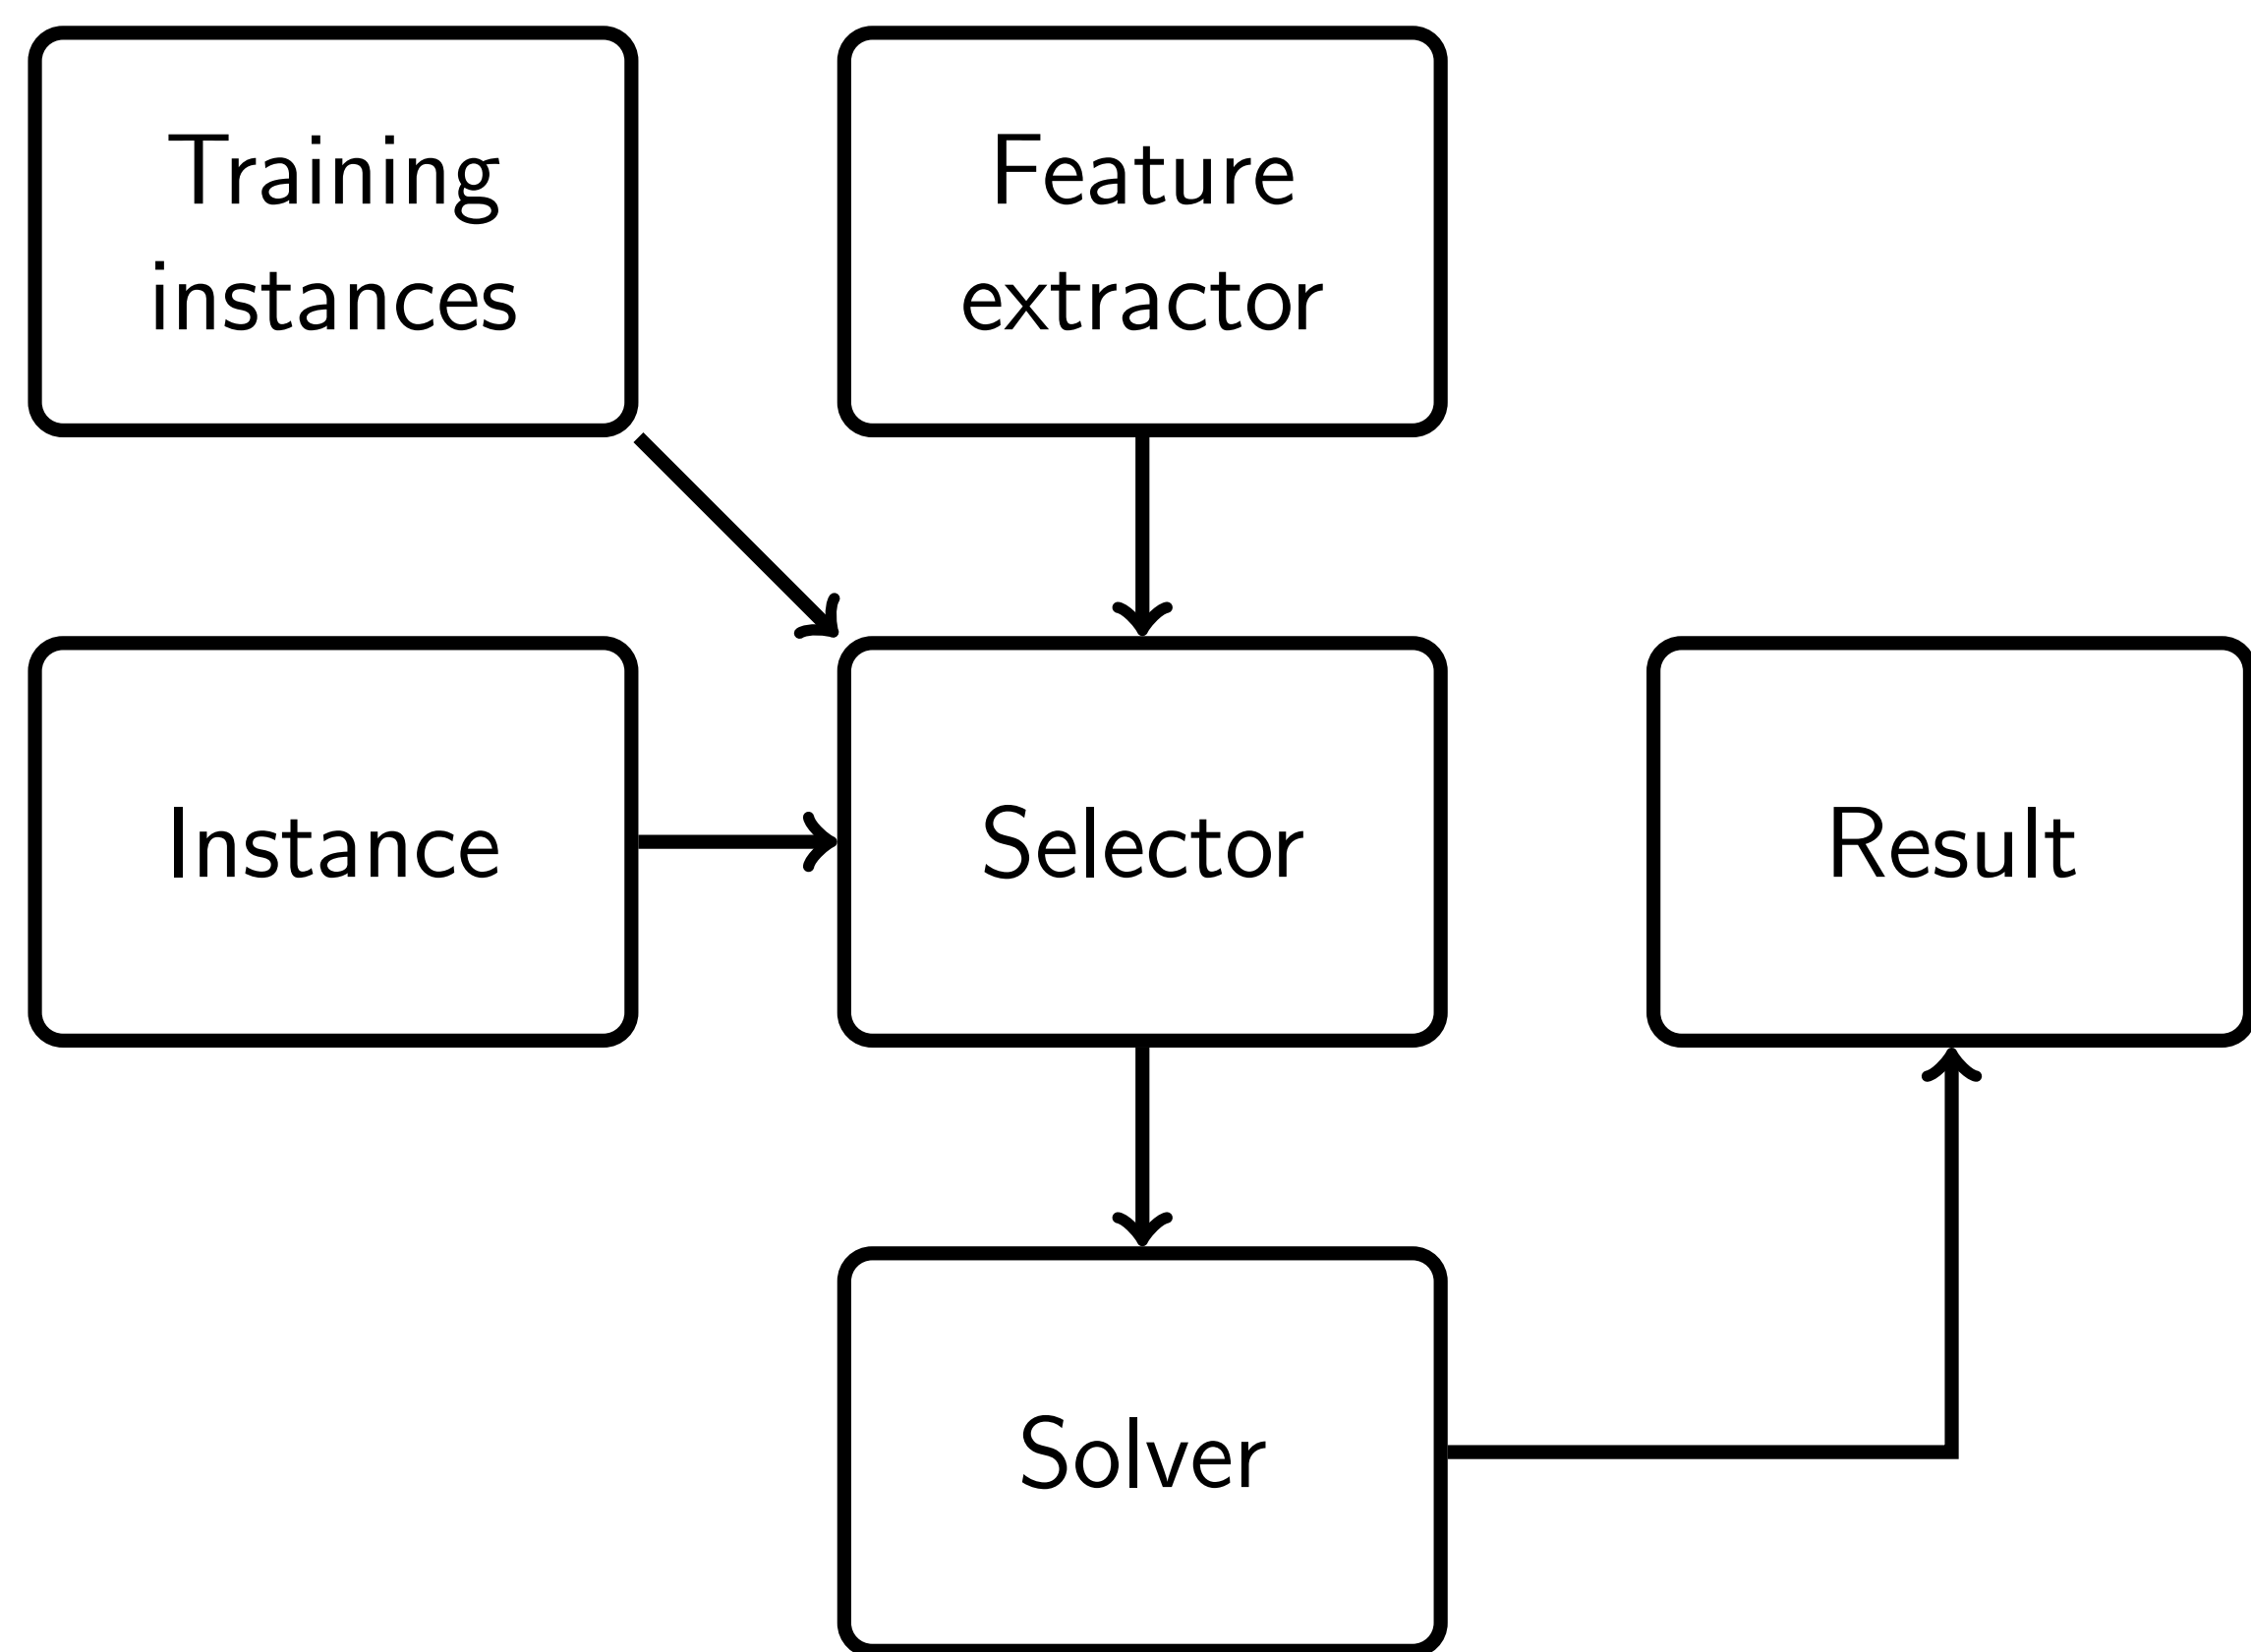 Training
instances
Feature
extractor
Instance
Selector
Result
Solver